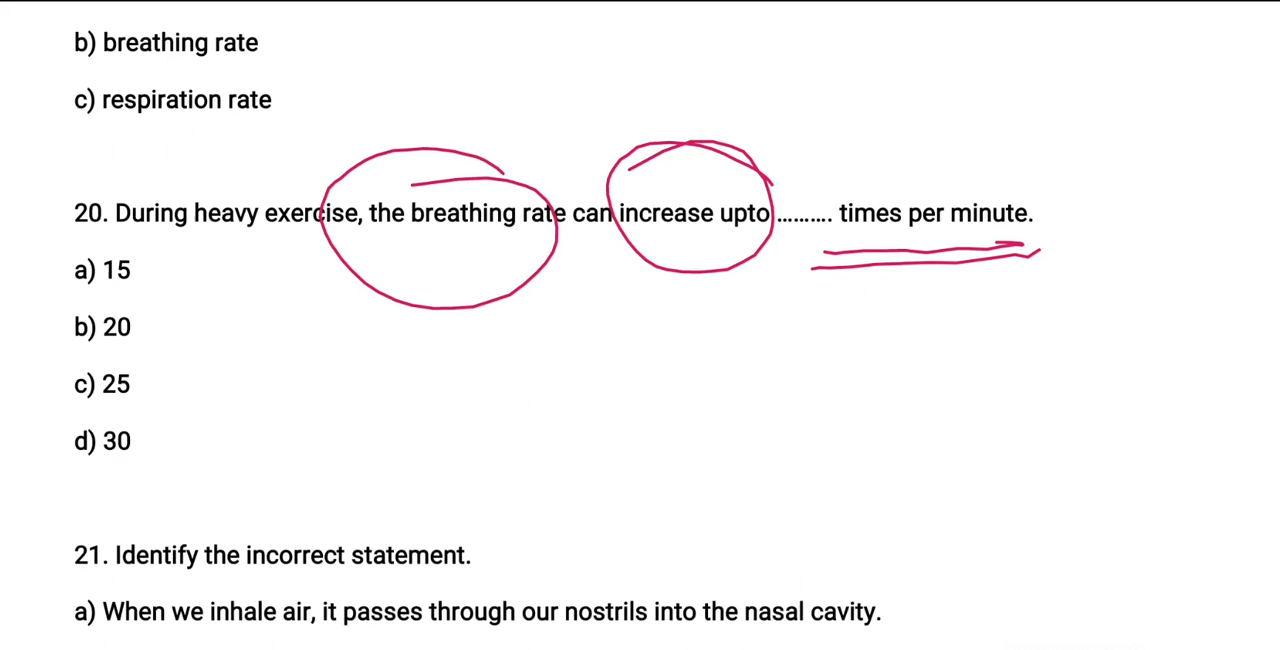 b) breathing rate
c) respiration rate
20. During heavy exercise, the breathing rate can increase upto .......... times per minute.
a) 15
b) 20
c) 25
d) 30
21. Identify the incorrect statement.
a) When we inhale air, it passes through our nostrils into the nasal cavity.